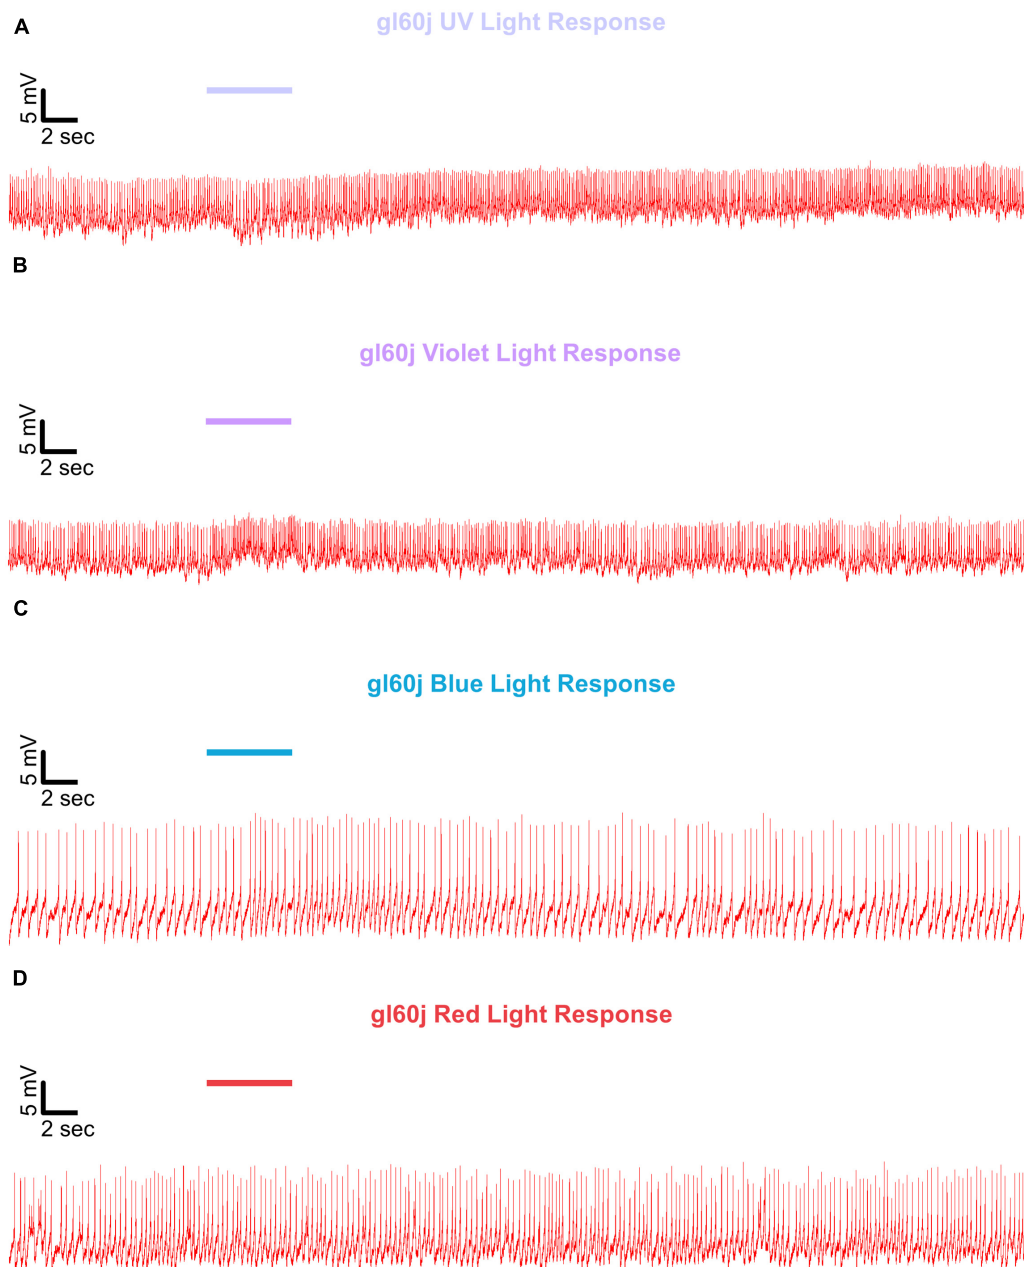 A
gl60j UV Light Response
5 mV
2 sec
B
gl60j Violet Light Response
5 mV
2 sec
C
gl60j Blue Light Response
5 mV
2 sec
D
gl60j Red Light Response
5 mV
2 sec